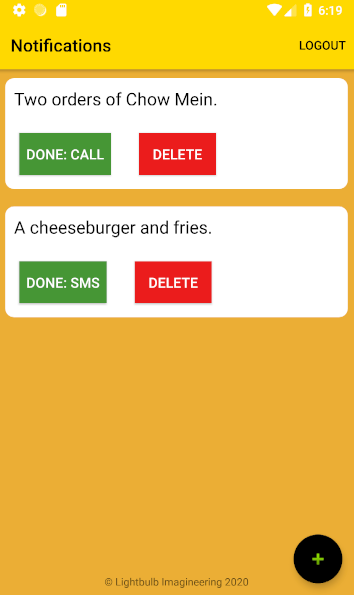 6:19
Notifications LOGOUT
Two orders of Chow Mein.
DONE: CALL DELETE
A cheeseburger and fries.
DONE: SMS DELETE
+
© Lightbulb Imagineering 2020